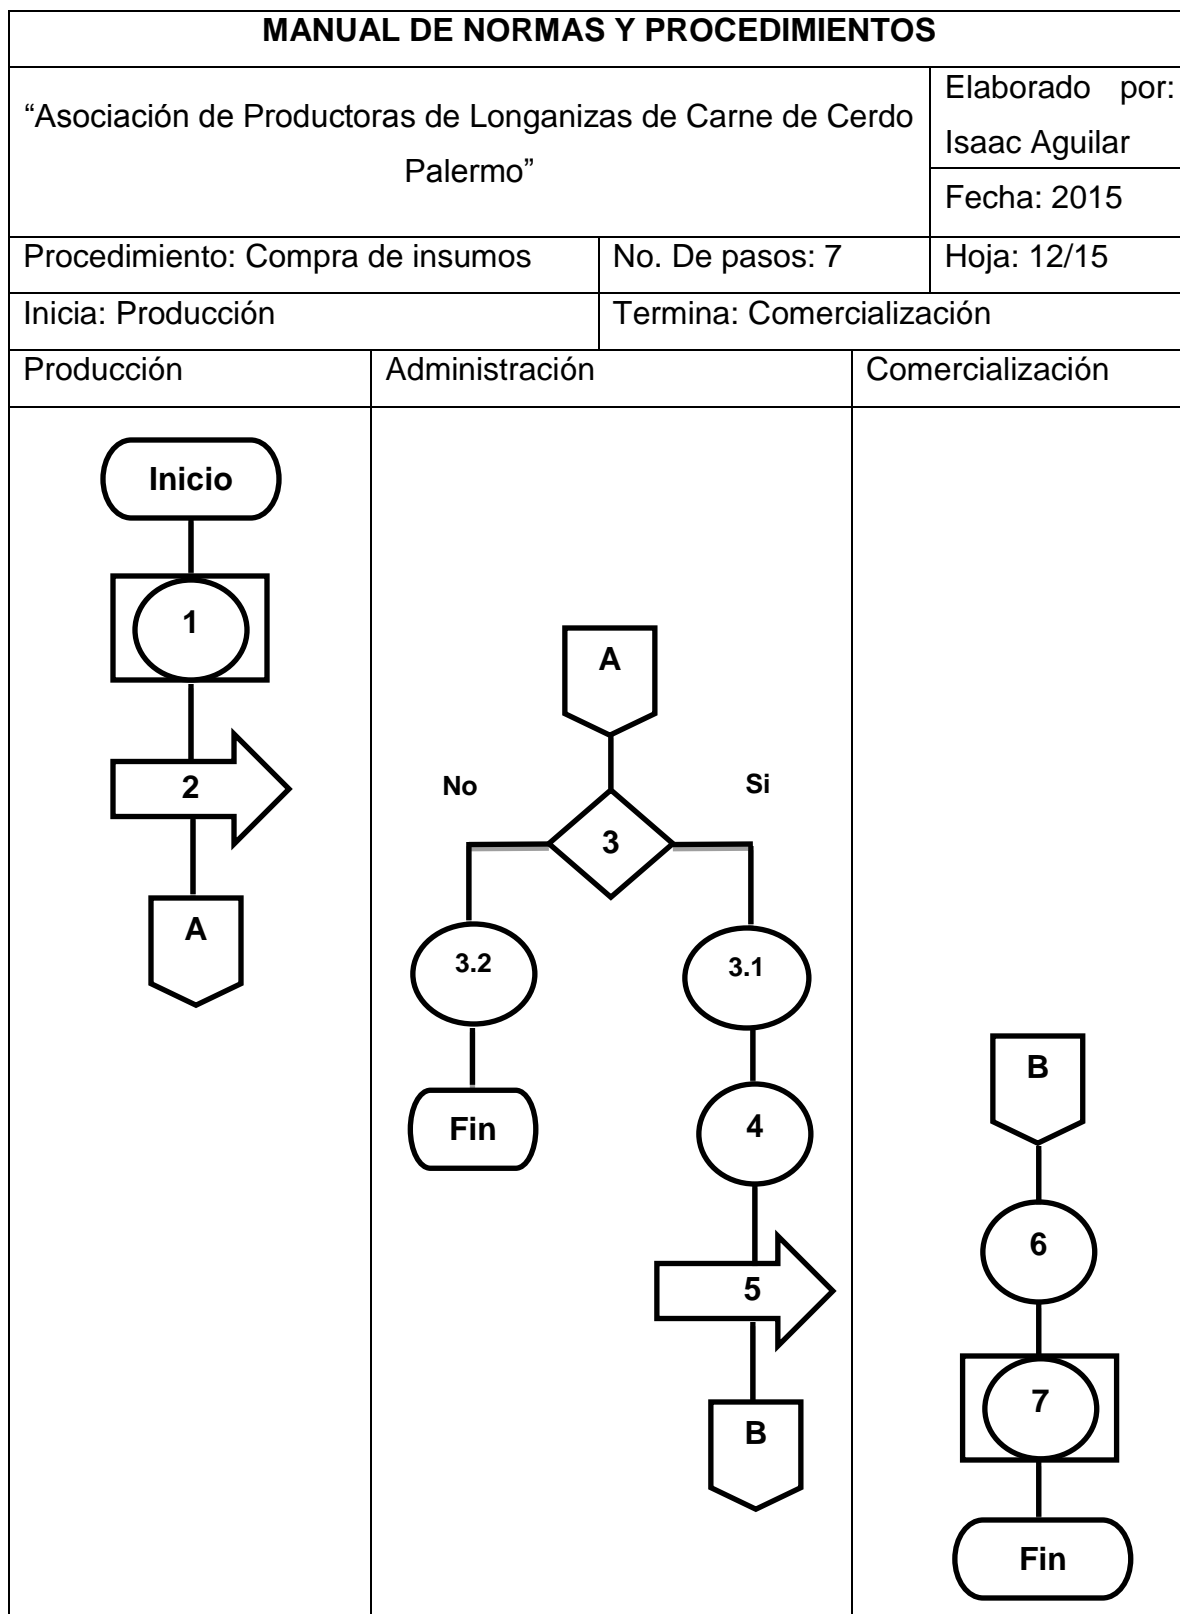 MANUAL DE NORMAS Y PROCEDIMIENTOS
“Asociación de Productoras de Longanizas de Carne de Cerdo
Palermo”
Elaborado por:
Isaac Aguilar
Fecha: 2015
Procedimiento: Compra de insumos
No. De pasos: 7
Hoja: 12/15
Inicia: Producción
Termina: Comercialización
Producción
Administración
Comercialización
Inicio
1
2
A
A
No
Si
3
3.2
3.1
Fin
4
5
B
B
6
7
Fin